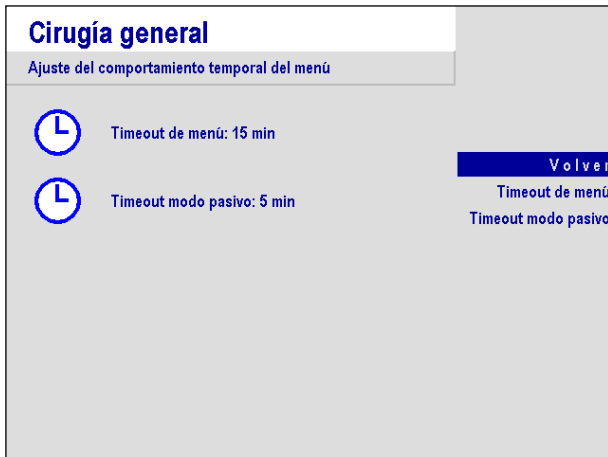 Cirugía general
Ajuste del comportamiento temporal del menú
Timeout de menú: 15 min
Timeout modo pasivo: 5 min
Volver
Timeout de menú
Timeout modo pasivo